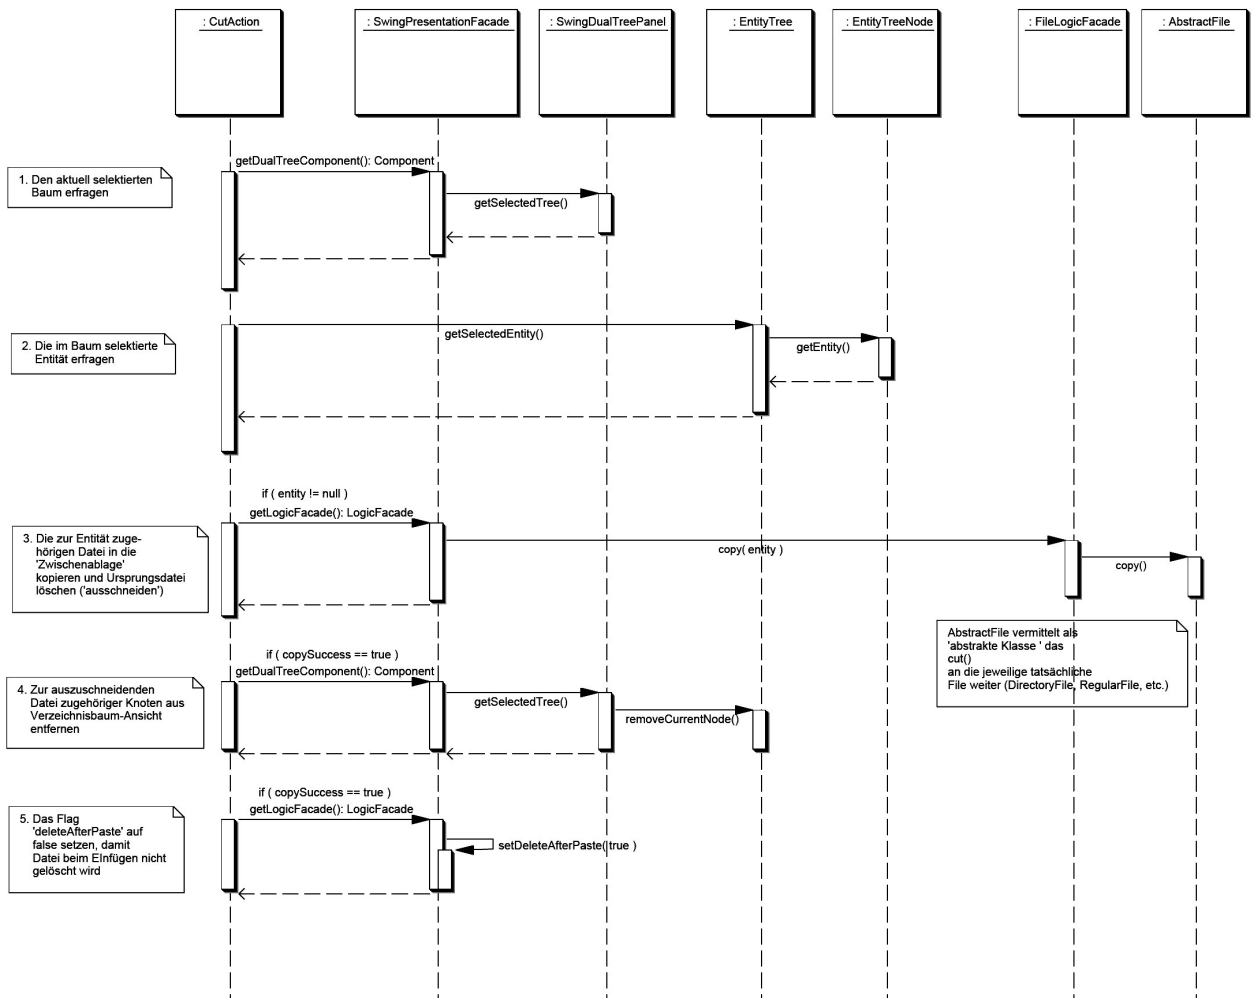 : CutAction
: SwingPresentationFacade
: SwingDualTreePanel
: EntityTree
: EntityTreeNode
: FileLogicFacade
: AbstractFile
1. Den aktuell selektierten
Baum erfragen
getDualTreeComponent(): Component
getSelectedTree()
2. Die im Baum selektierte
Entität erfragen
getSelectedEntity()
getEntity()
if ( entity != null )
getLogicFacade(): LogicFacade
3. Die zur Entität zuge-
hörigen Datei in die
'Zwischenablage'
kopieren und Ursprungsdatei
löschen ('ausschneiden')
copy( entity )
copy()
AbstractFile vermittelt als
'abstrakte Klasse ' das
cut()
an die jeweilige tatsächliche
File weiter (DirectoryFile, RegularFile, etc.)
if ( copySuccess == true )
getDualTreeComponent(): Component
4. Zur auszuschneidenden
Datei zugehöriger Knoten aus
Verzeichnisbaum-Ansicht
entfernen
getSelectedTree()
removeCurrentNode()
if ( copySuccess == true )
getLogicFacade(): LogicFacade
5. Das Flag
'deleteAfterPaste' auf
false setzen, damit
Datei beim EInfügen nicht
gelöscht wird
setDeleteAfterPaste( true )